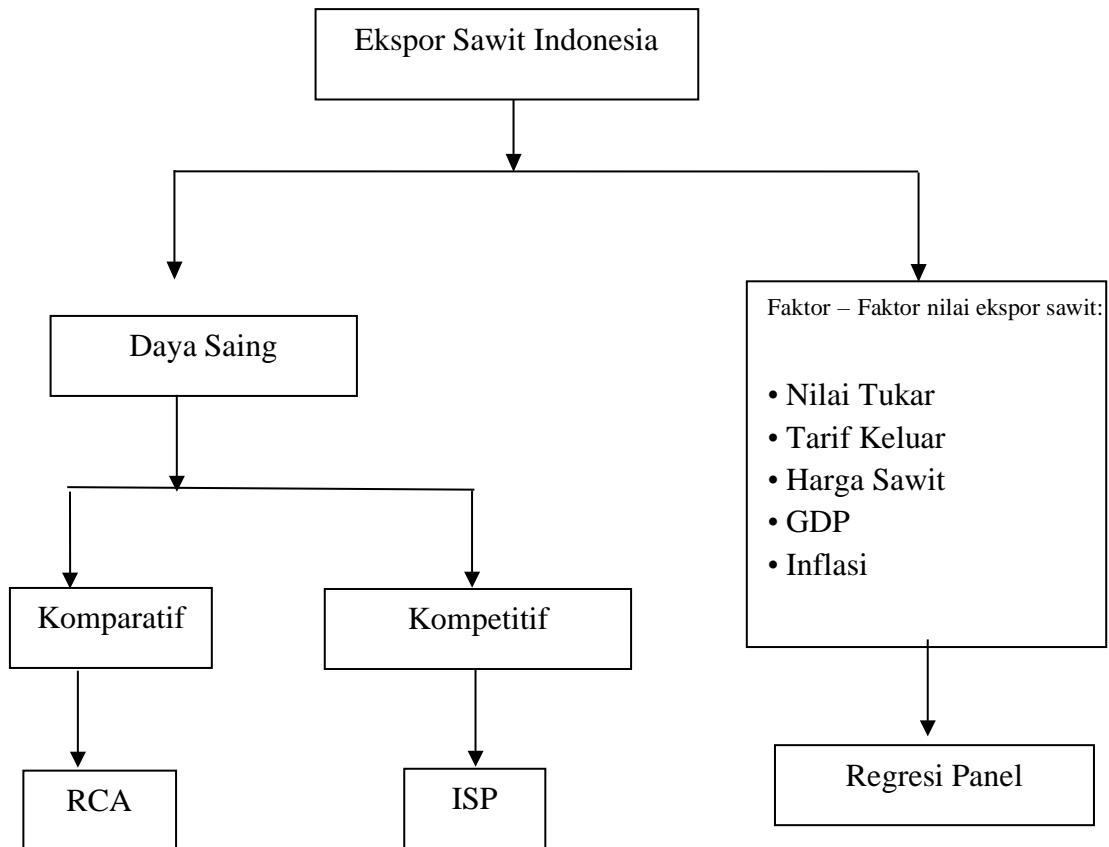 Ekspor Sawit Indonesia
Daya Saing
Faktor – Faktor nilai ekspor sawit:
• Nilai Tukar
• Tarif Keluar
• Harga Sawit
• GDP
• Inflasi
Komparatif
Kompetitif
RCA
ISP
Regresi Panel